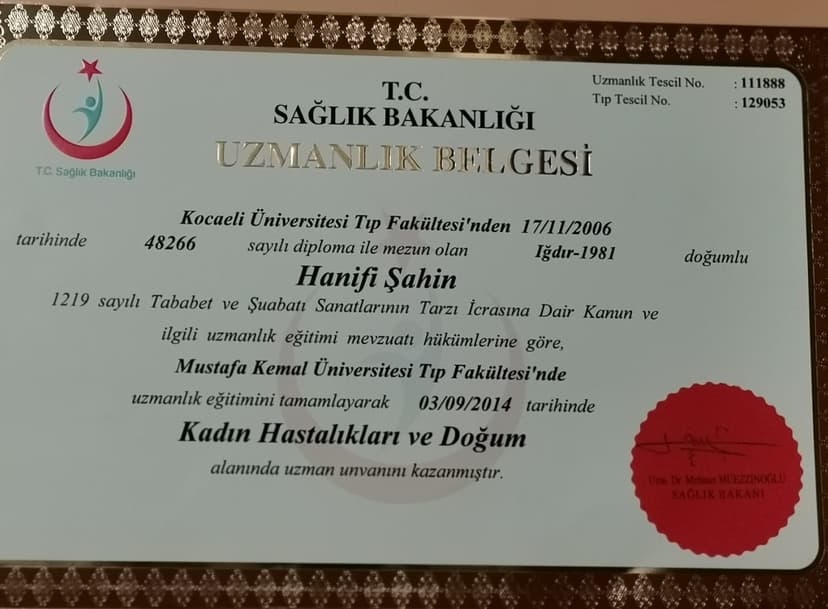 T.C. Sağlık Bakanlığı
T.C.
SAĞLIK BAKANLIĞI
UZMANLIK BELGESİ
Uzmanlık Tescil No. : 111888
Tıp Tescil No. : 129053
Kocaeli Üniversitesi Tıp Fakültesi'nden 17/11/2006
tarihinde 48266 sayılı diploma ile mezun olan Iğdır-1981 doğumlu
Hanifi Şahin
1219 sayılı Tababet ve Şuabatı Sanatlarının Tarzı İcrasına Dair Kanun ve
ilgili uzmanlık eğitimi mevzuatı hükümlerine göre,
Mustafa Kemal Üniversitesi Tıp Fakültesi'nde
uzmanlık eğitimini tamamlayarak 03/09/2014 tarihinde
Kadın Hastalıkları ve Doğum
alanında uzman unvanını kazanmıştır.
Uzm. Dr. Mehmet MÜEZZİNOĞLU
SAĞLIK BAKANI